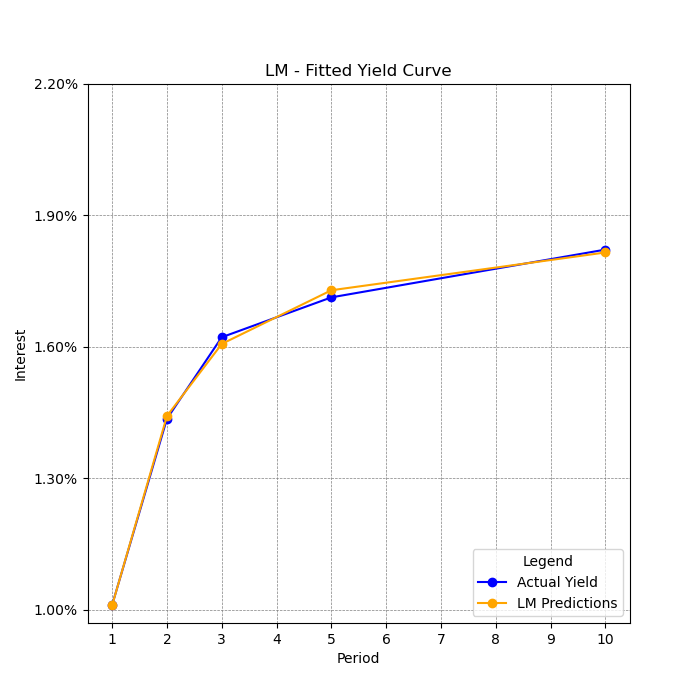 LM - Fitted Yield Curve
2.20%
1.90%
1.60%
1.30%
1.00%
Interest
1 2 3 4 5 6 7 8 9 10
Period
Legend
Actual Yield
LM Predictions